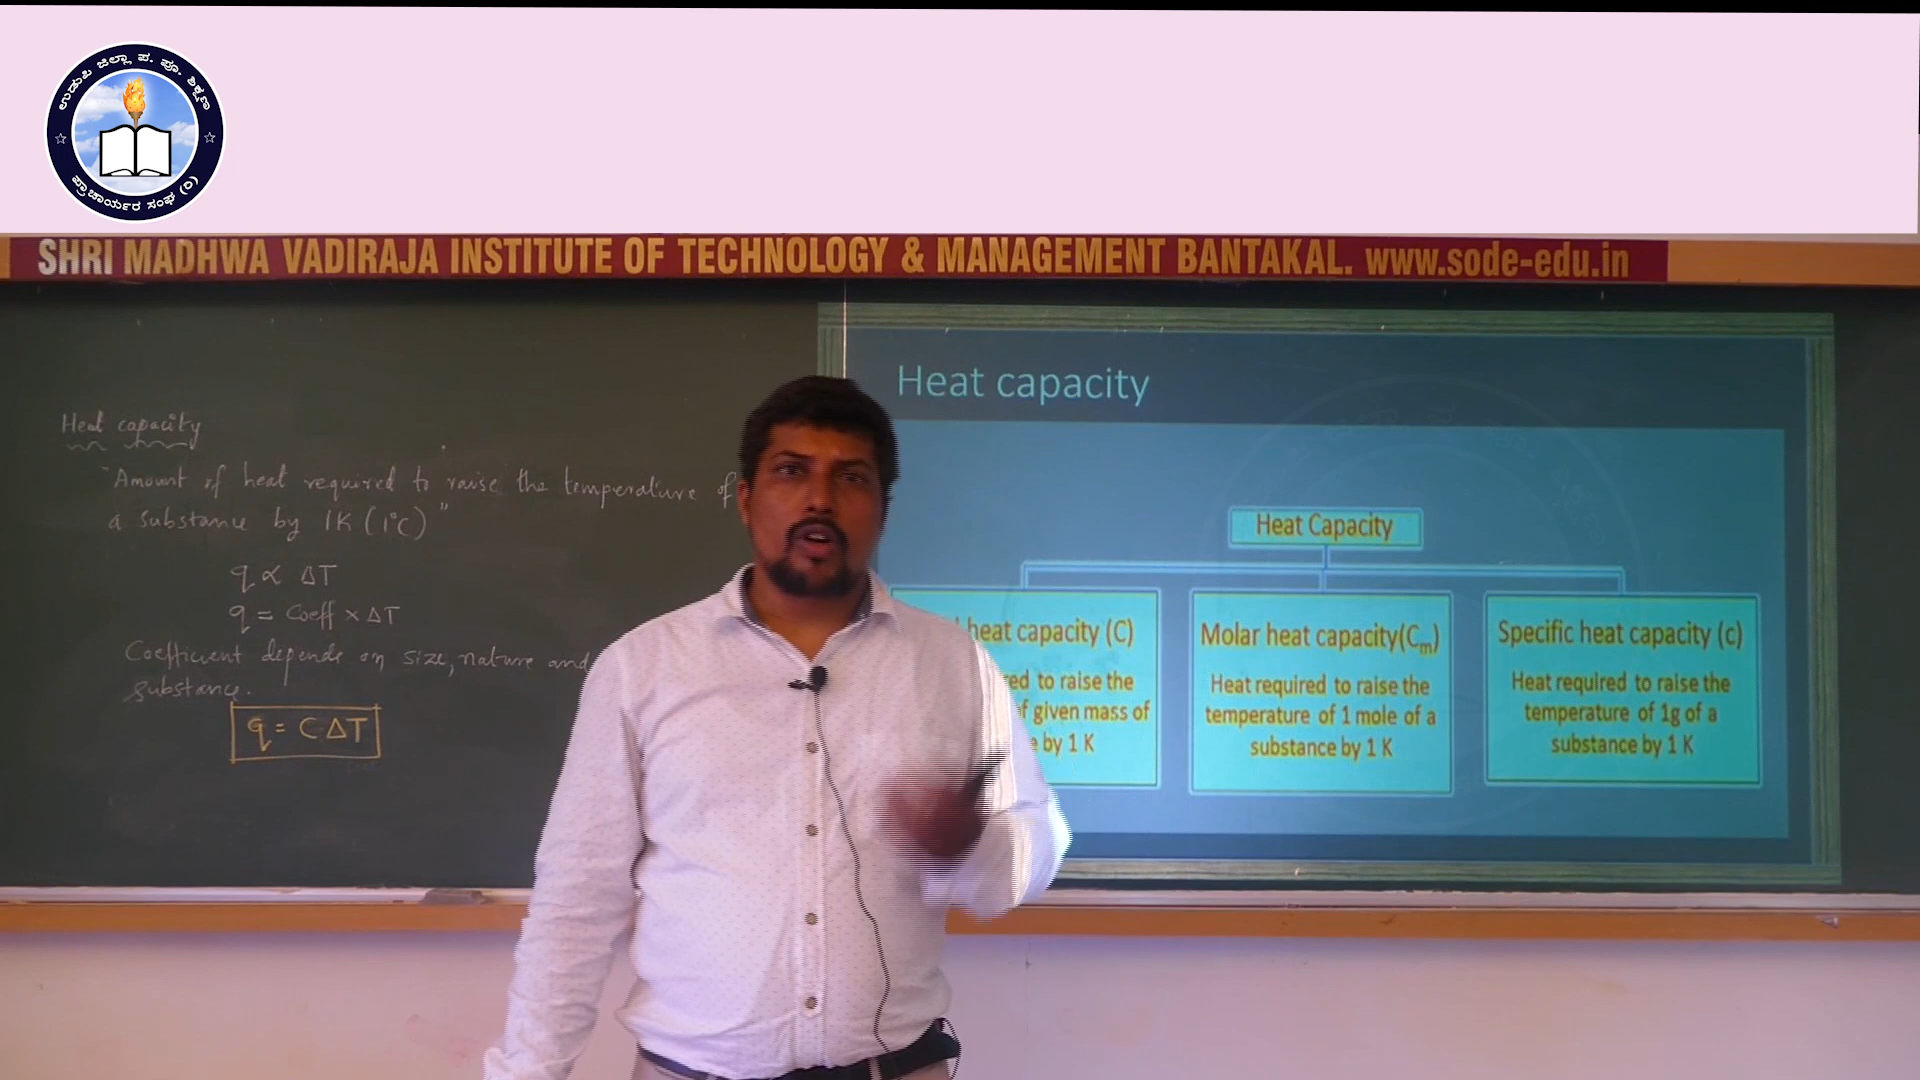 ಉಡುಪಿ ಜಿಲ್ಲಾ ಪ. ಪೂ. ಶಿಕ್ಷಣ
ಪ್ರಾಚಾರ್ಯರ ಸಂಘ (ರಿ)
SHRI MADHWA VADIRAJA INSTITUTE OF TECHNOLOGY & MANAGEMENT BANTAKAL. www.sode-edu.in
Heat capacity
"Amount of heat required to raise the temperature of
a substance by 1K (1°C)"
q ∝ ΔT
q = Coeff × ΔT
Coefficient depends on size, nature and
substance.
q = CΔT
Heat capacity
Heat Capacity
heat capacity (C)
to raise the
given mass of
by 1 K
Molar heat capacity(Cm)
Heat required to raise the
temperature of 1 mole of a
substance by 1 K
Specific heat capacity (c)
Heat required to raise the
temperature of 1g of a
substance by 1 K